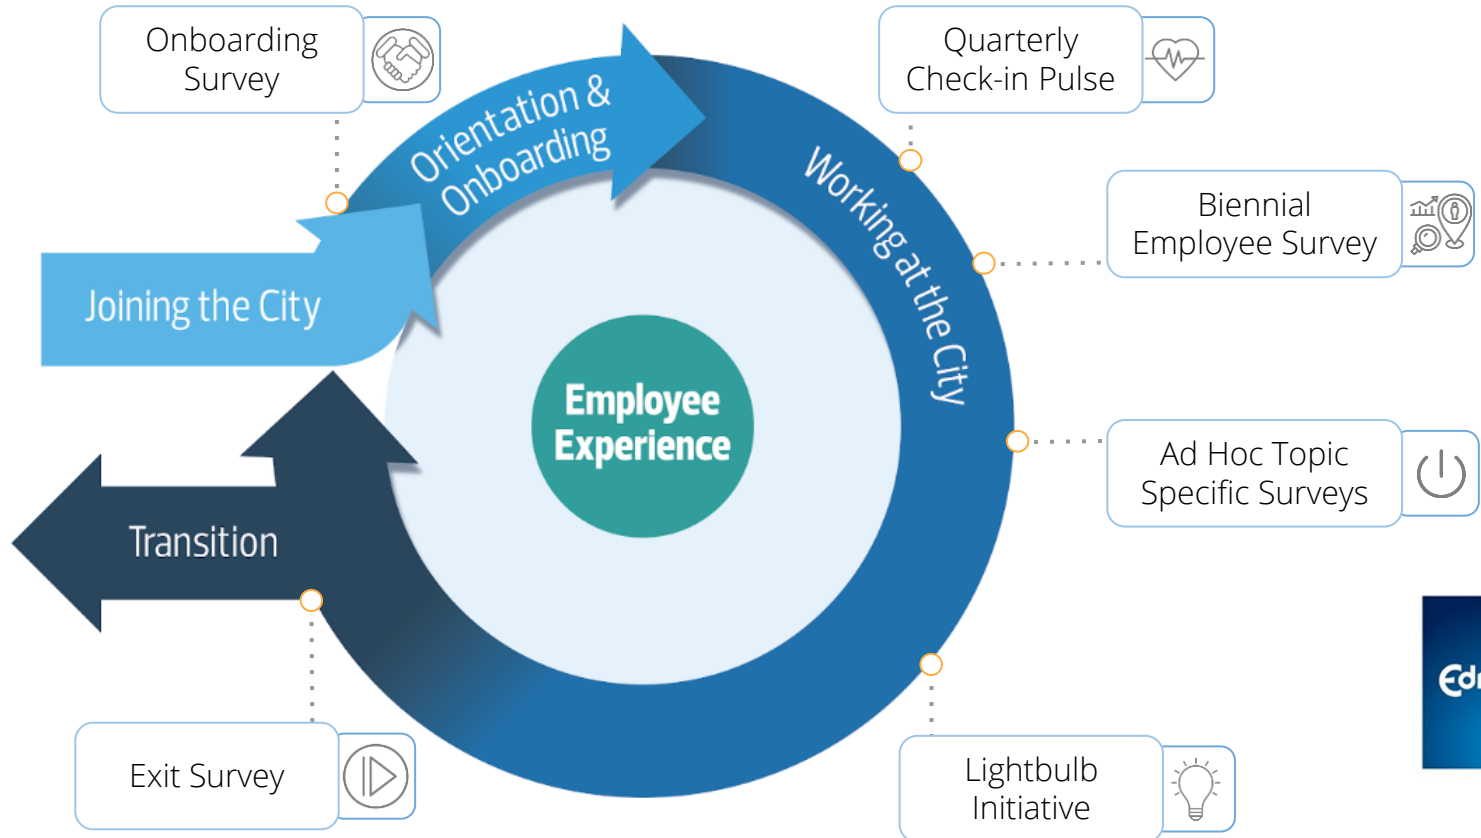 Onboarding
Survey
Quarterly
Check-in Pulse
Orientation &
Onboarding
Working at the City
Biennial
Employee Survey
Joining the City
Employee
Experience
Ad Hoc Topic
Specific Surveys
Transition
Exit Survey
Lightbulb
Initiative